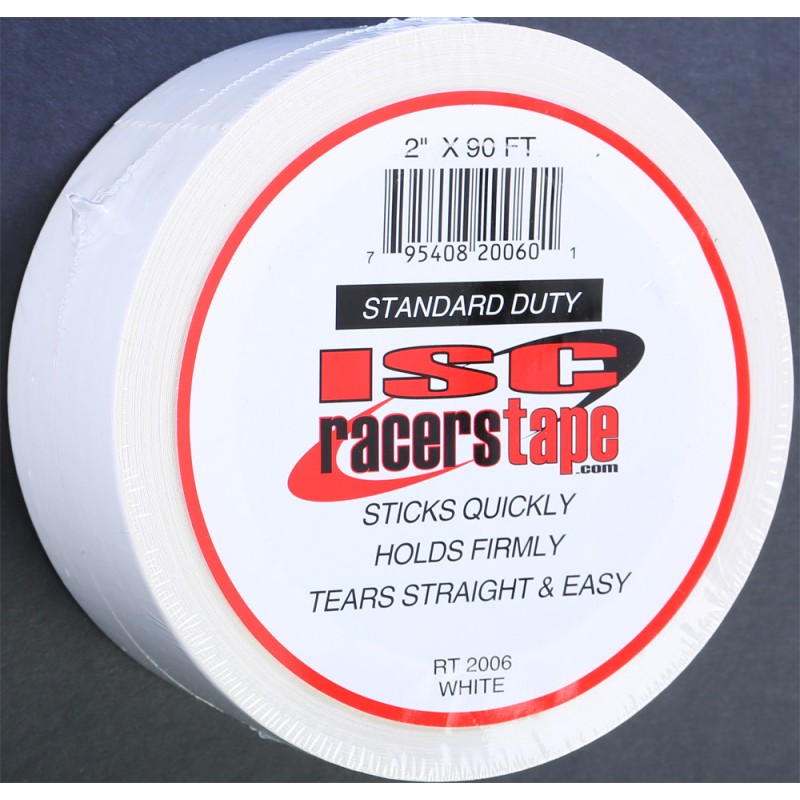 2" X 90 FT.
7 95408 20060 1
STANDARD DUTY
ISC
racerstape
.com
STICKS QUICKLY
HOLDS FIRMLY
TEARS STRAIGHT & EASY
RT 2006
WHITE